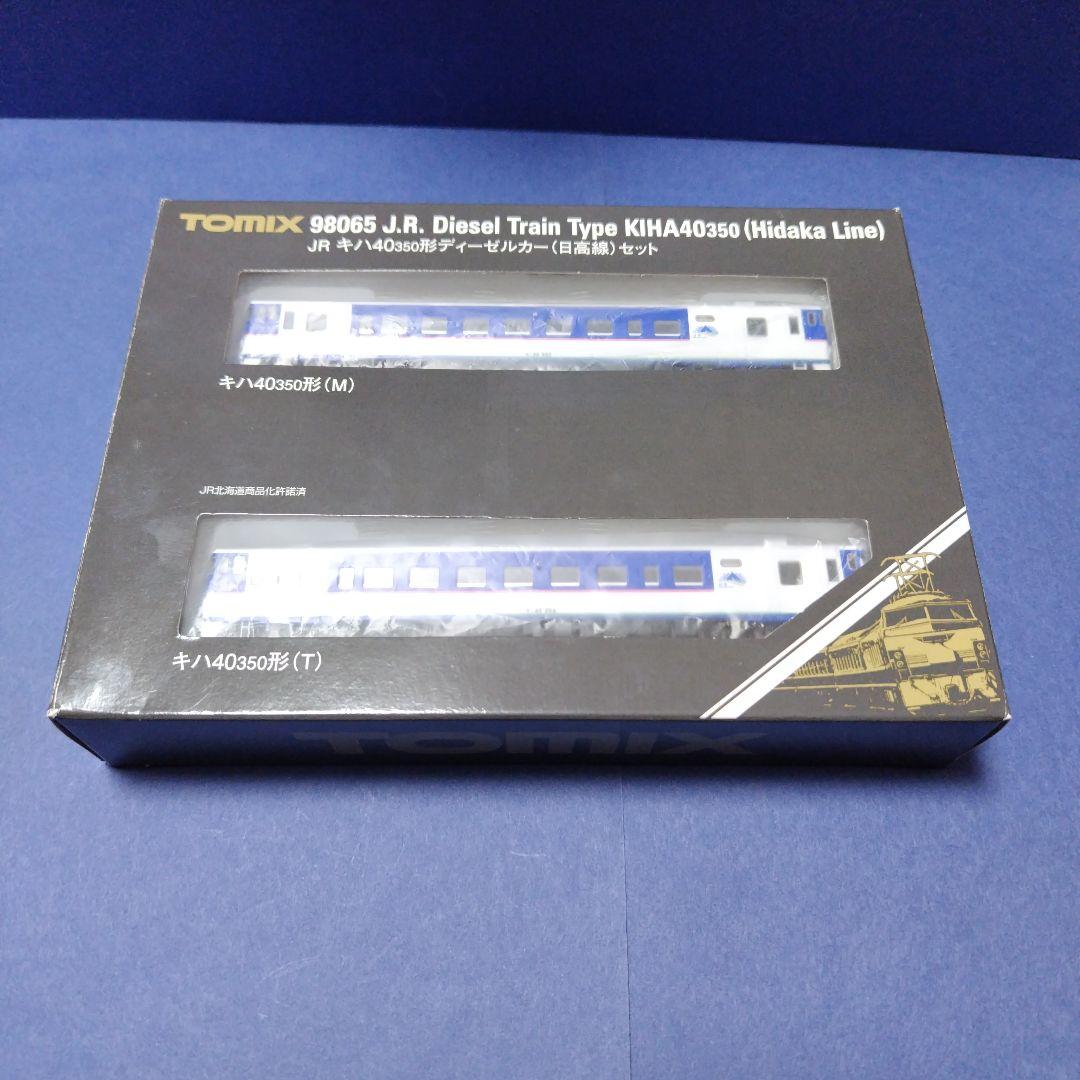 TOMIX 98065 J.R. Diesel Train Type KIHA40350 (Hidaka Line)
JR キハ40350形ディーゼルカー(日高線)セット
キハ40350形(M)
JR北海道商品化許諾済
キハ40350形(T)
TOMIX